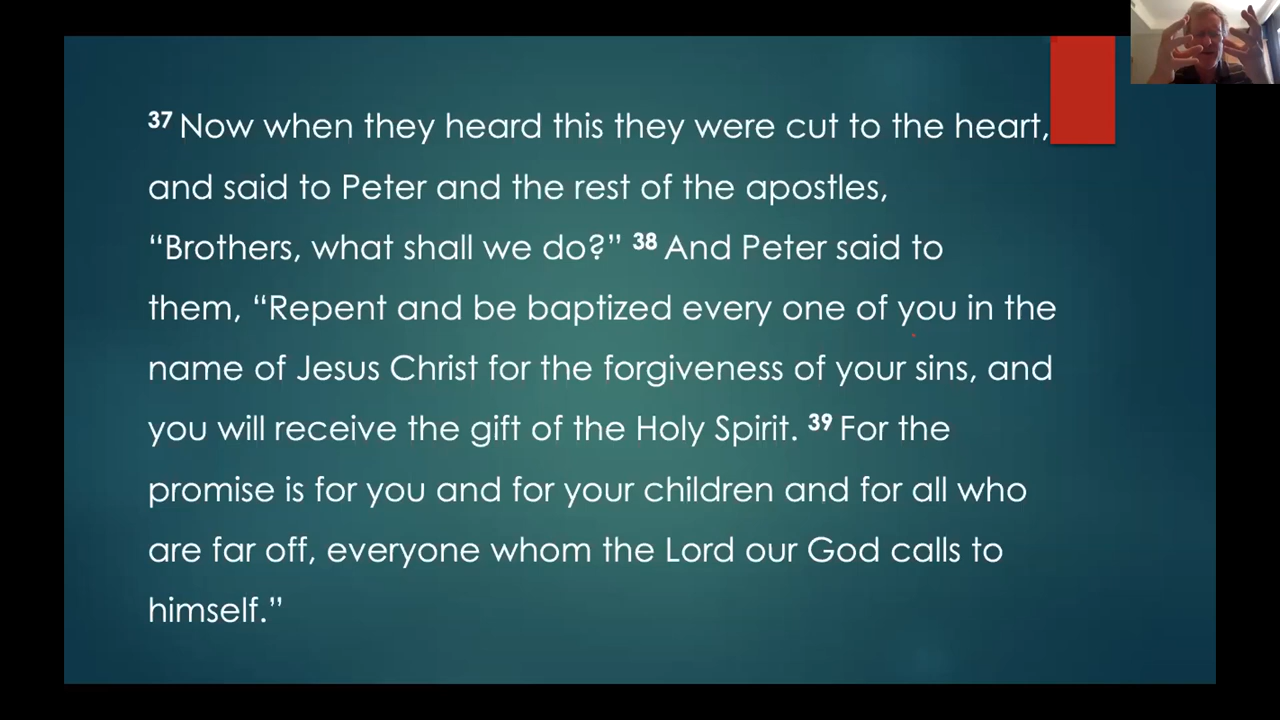 37 Now when they heard this they were cut to the heart,
and said to Peter and the rest of the apostles,
“Brothers, what shall we do?” 38 And Peter said to
them, “Repent and be baptized every one of you in the
name of Jesus Christ for the forgiveness of your sins, and
you will receive the gift of the Holy Spirit. 39 For the
promise is for you and for your children and for all who
are far off, everyone whom the Lord our God calls to
himself.”